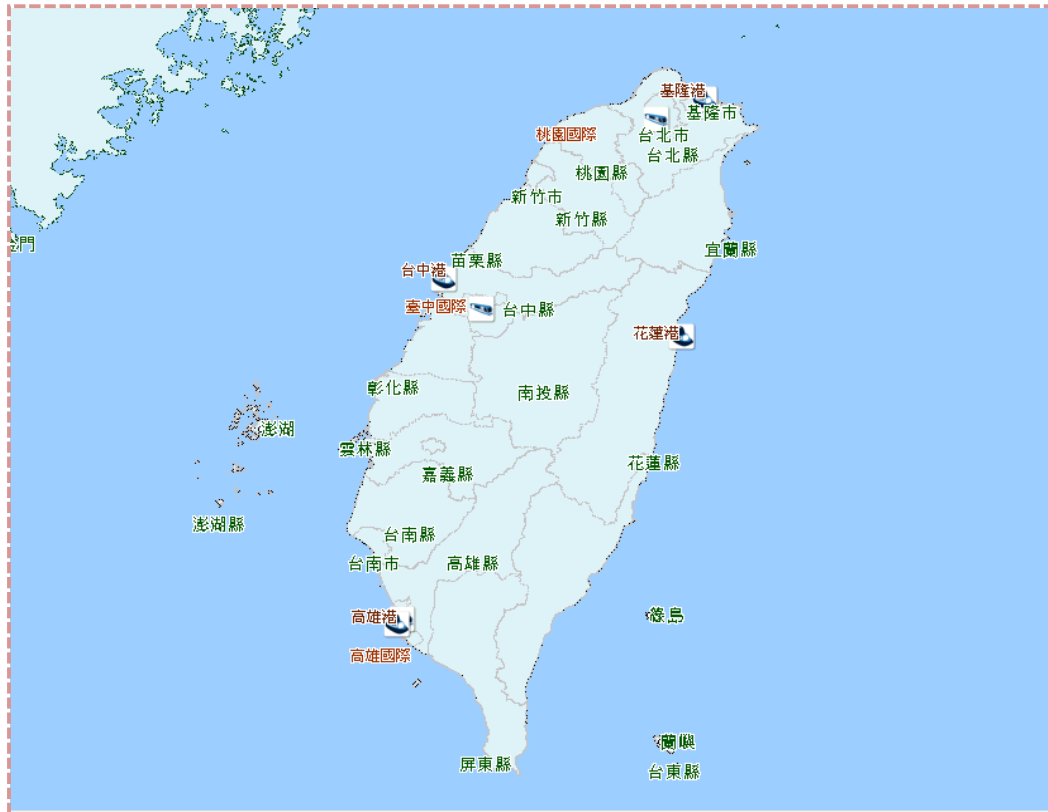 基隆港
基隆市
桃園國際
台北市
台北縣
桃園縣
新竹市
新竹縣
金門
宜蘭縣
苗栗縣
台中港
臺中國際
台中縣
花蓮港
彰化縣
南投縣
澎湖
雲林縣
花蓮縣
嘉義縣
澎湖縣
台南縣
台南市
高雄縣
高雄港
綠島
高雄國際
蘭嶼
屏東縣
台東縣